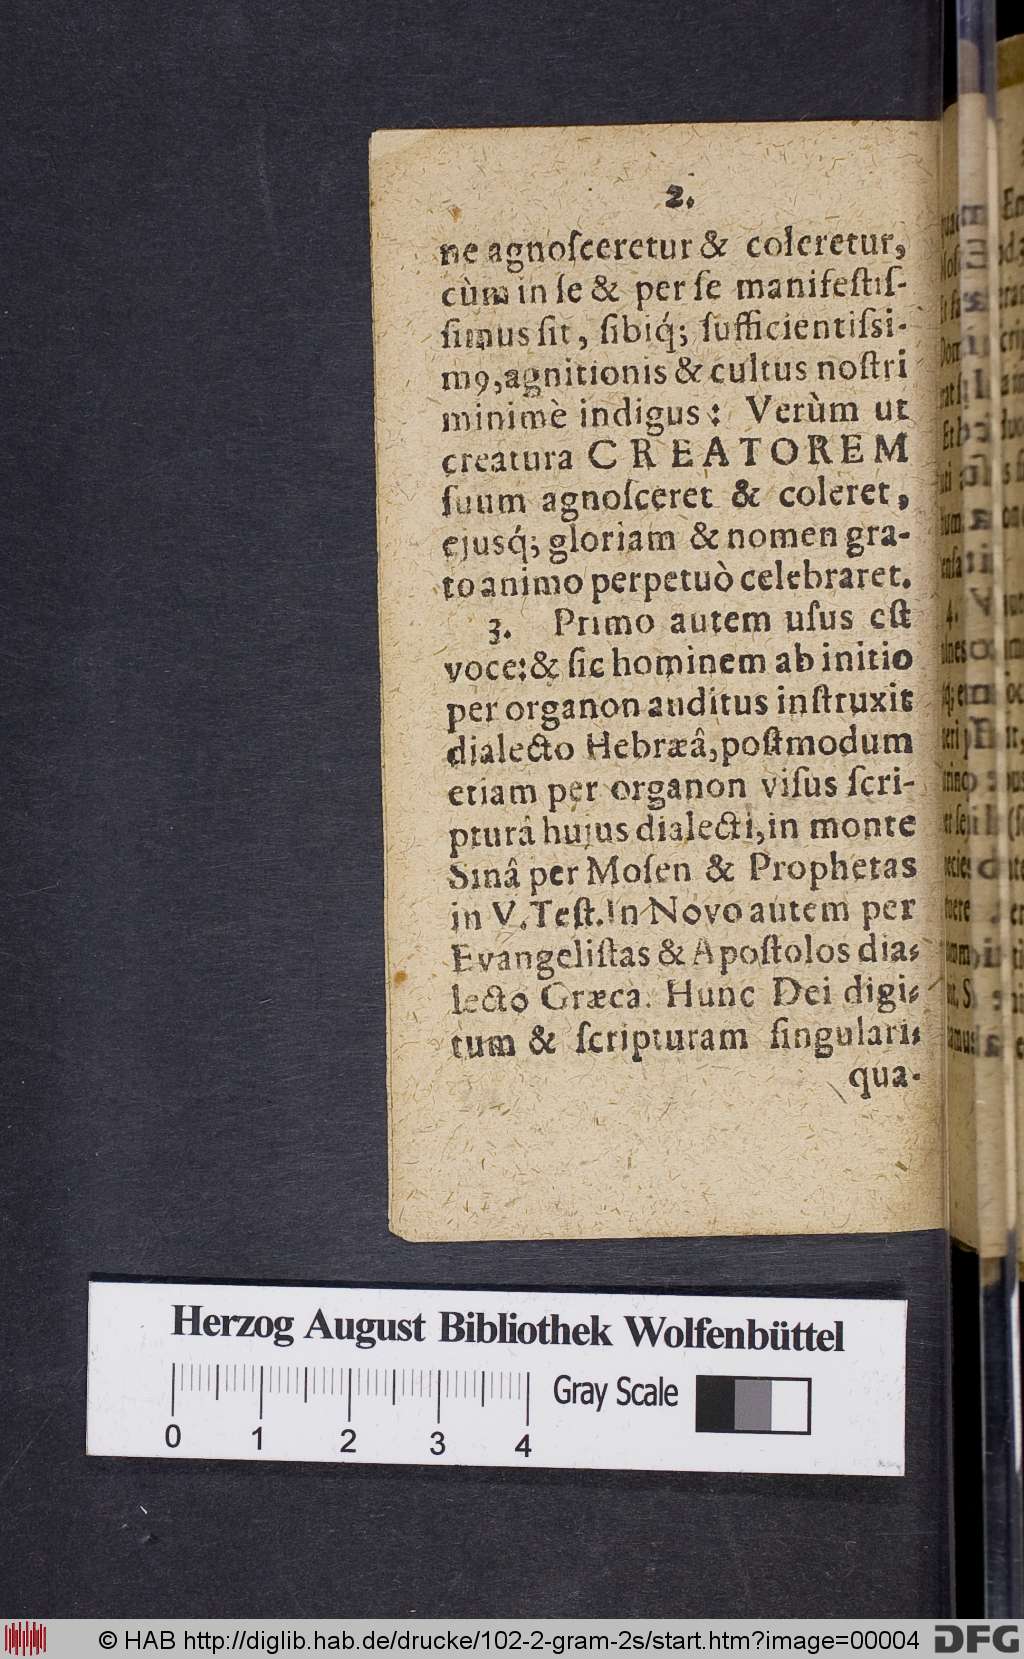 2.
ne agnoſceretur & coleretur,
cùm in ſe & per ſe manifeſtiſ-
ſimus ſit, ſibiq́; ſufficientiſsi-
mꝰ, agnitionis & cultus noſtri
minimè indigus: Verùm ut
creatura CREATOREM
ſuum agnoſceret & coleret,
ejusq́; gloriam & nomen gra-
to animo perpetuò celebraret.
3. Primo autem uſus eſt
voce: & ſic hominem ab initio
per organon auditus inſtruxit
dialecto Hebræâ, poſtmodum
etiam per organon viſus ſcri-
pturâ hujus dialecti, in monte
Sinâ per Moſen & Prophetas
in V. Teſt. In Novo autem per
Evangeliſtas & Apoſtolos dia-
lecto Græca. Hunc Dei digi-
tum & ſcripturam ſingulari-
qua-
Herzog August Bibliothek Wolfenbüttel
Gray Scale
0 1 2 3 4
© HAB http://diglib.hab.de/drucke/102-2-gram-2s/start.htm?image=00004 DFG